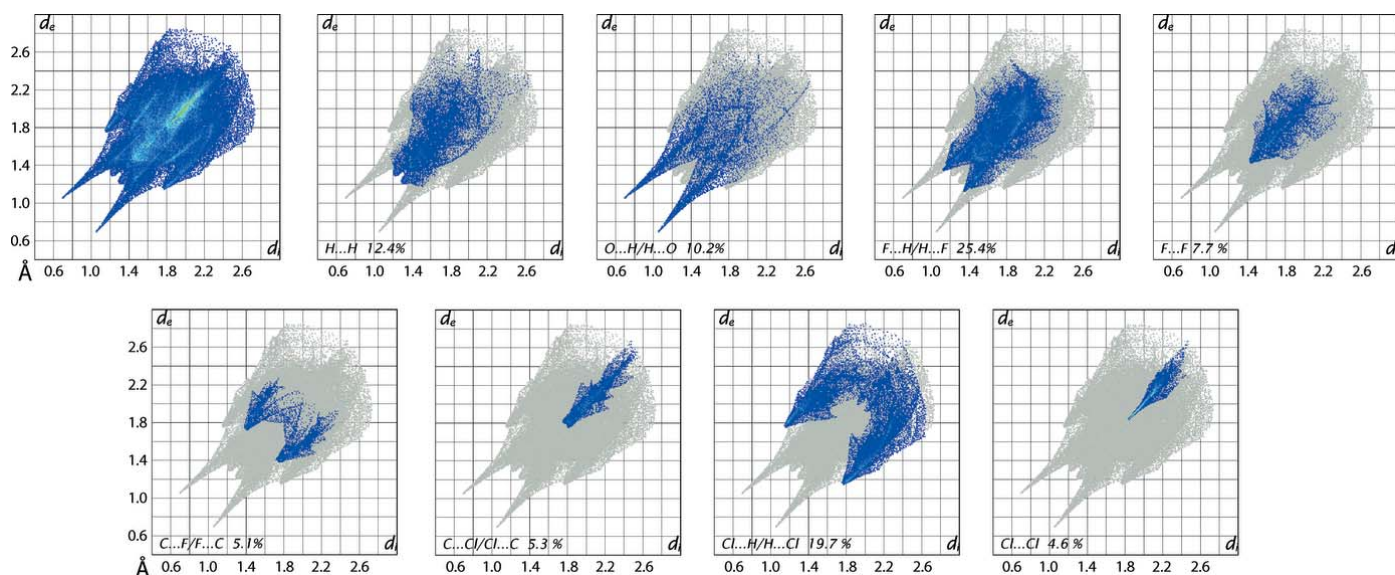 dₑ dₑ dₑ dₑ dₑ
2.6
2.2
1.8
1.4
1.0
0.6
dᵢ dᵢ dᵢ dᵢ dᵢ
H...H 12.4% O...H/H...O 10.2% F...H/H...F 25.4% F...F 7.7 %
Å 0.6 1.0 1.4 1.8 2.2 2.6 0.6 1.0 1.4 1.8 2.2 2.6 0.6 1.0 1.4 1.8 2.2 2.6 0.6 1.0 1.4 1.8 2.2 2.6 0.6 1.0 1.4 1.8 2.2 2.6
dₑ dₑ dₑ dₑ
2.6
2.2
1.8
1.4
1.0
0.6
C...F/F...C 5.1% dᵢ C...Cl/Cl...C 5.3 % dᵢ Cl...H/H...Cl 19.7 % dᵢ Cl...Cl 4.6 % dᵢ
Å 0.6 1.0 1.4 1.8 2.2 2.6 0.6 1.0 1.4 1.8 2.2 2.6 0.6 1.0 1.4 1.8 2.2 2.6 0.6 1.0 1.4 1.8 2.2 2.6